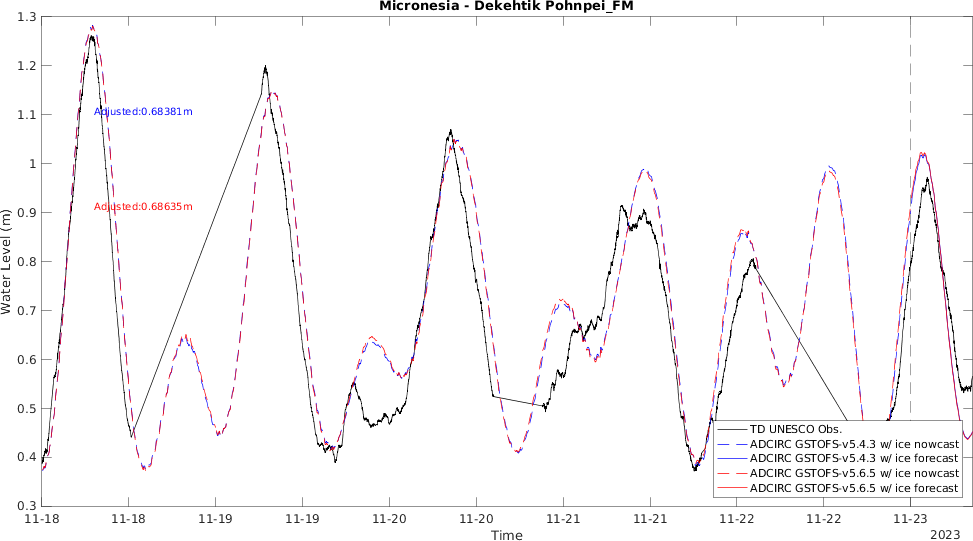 Micronesia - Dekehtik Pohnpei_FM
1.3
1.2
1.1
1
0.9
0.8
0.7
0.6
0.5
0.4
0.3
Water Level (m)
Adjusted:0.68381m
Adjusted:0.68635m
TD UNESCO Obs.
ADCIRC GSTOFS-v5.4.3 w/ ice nowcast
ADCIRC GSTOFS-v5.4.3 w/ ice forecast
ADCIRC GSTOFS-v5.6.5 w/ ice nowcast
ADCIRC GSTOFS-v5.6.5 w/ ice forecast
11-18 11-18 11-19 11-19 11-20 11-20 11-21 11-21 11-22 11-22 11-23
Time
2023